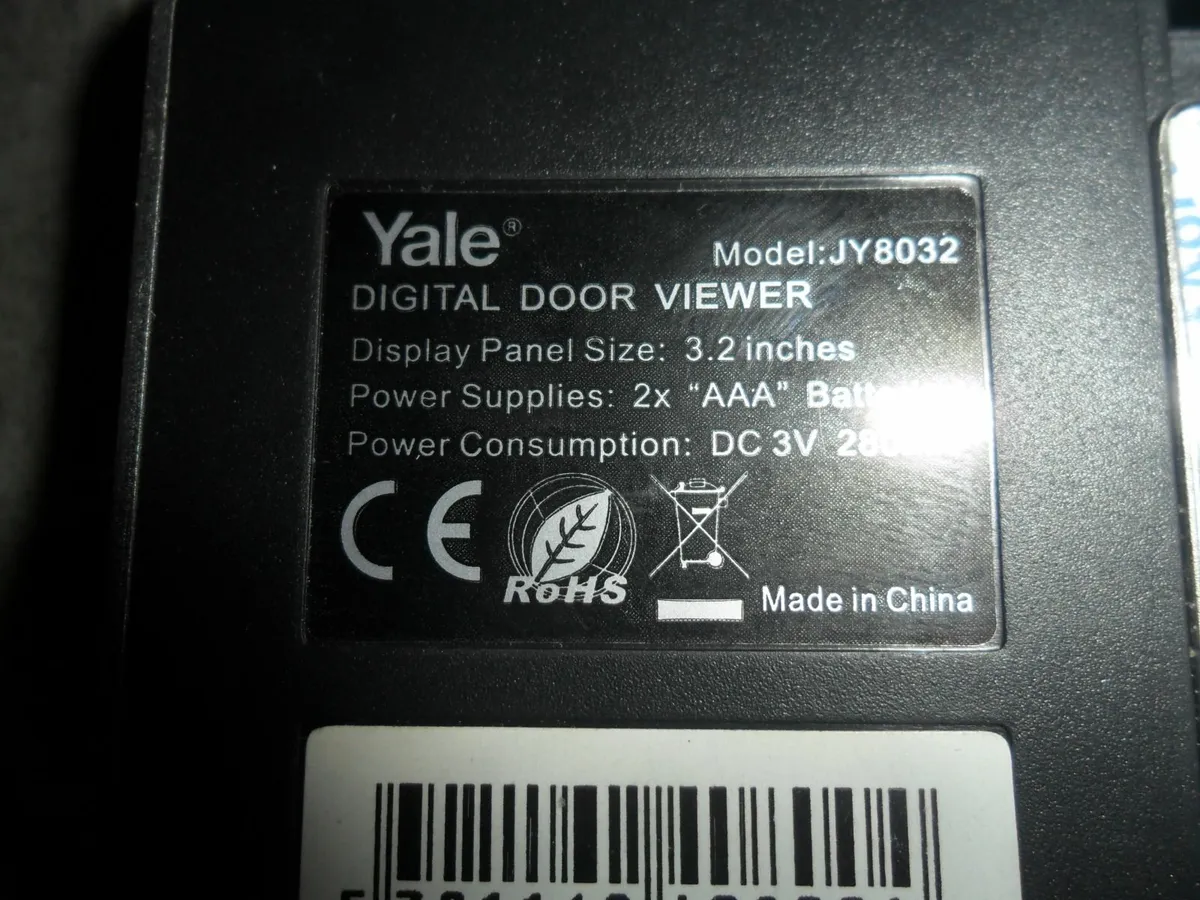 Yale®
Model:JY8032
DIGITAL DOOR VIEWER
Display Panel Size: 3.2 inches
Power Supplies: 2x “AAA”
Power Consumption: DC 3V
CE
RoHS
Made in China